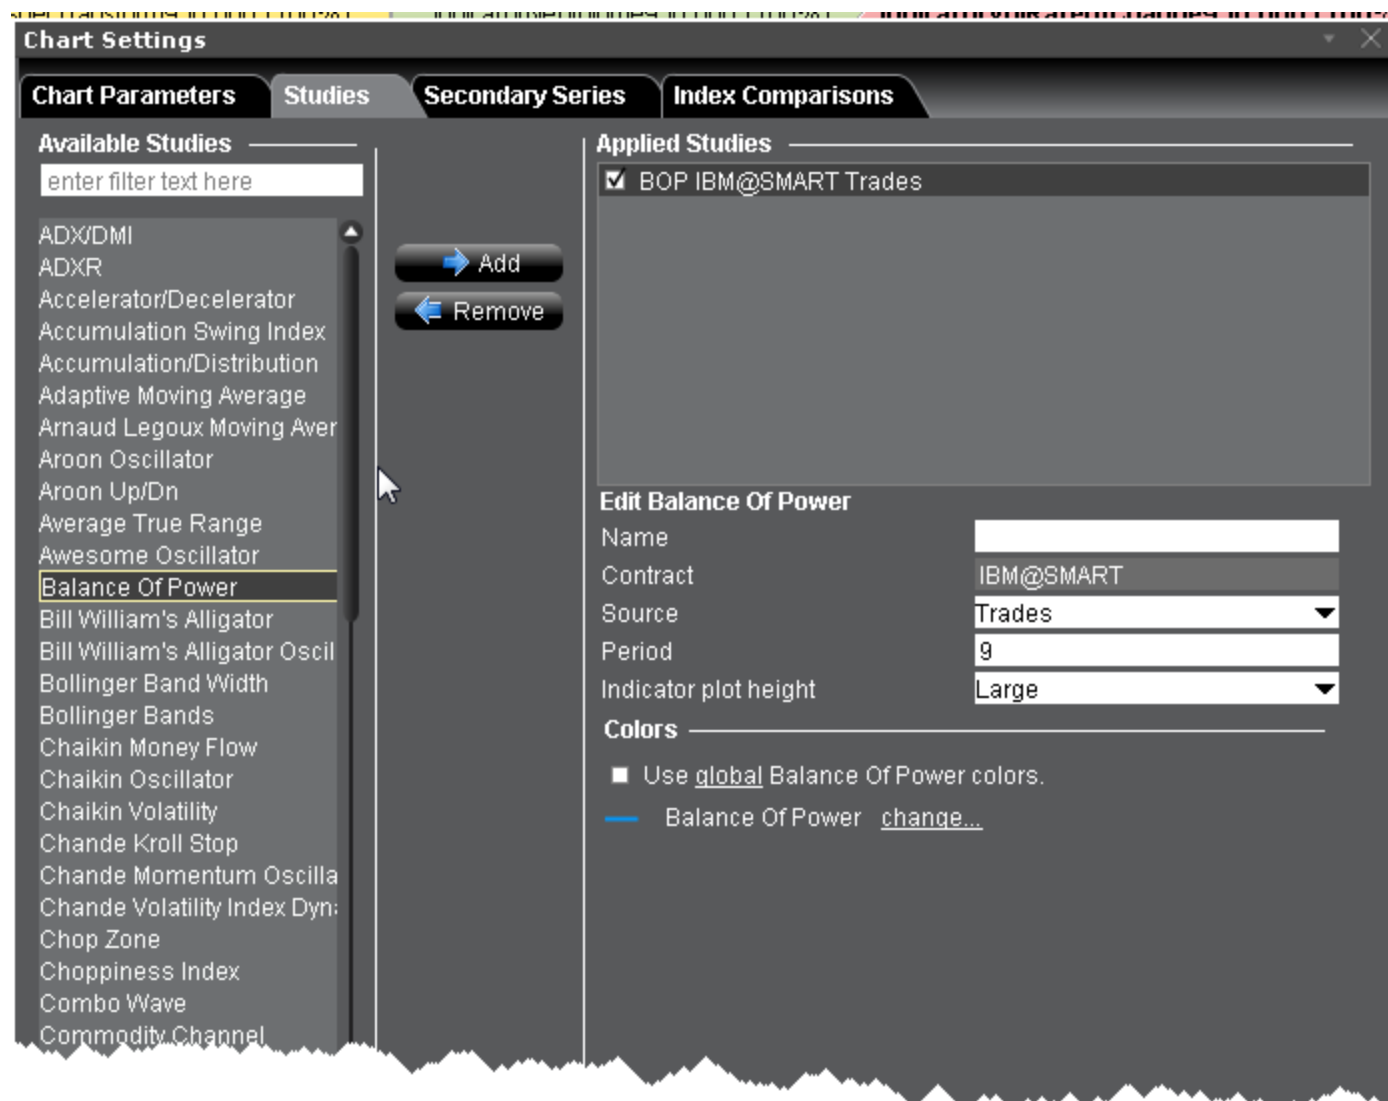 Chart Settings
Chart Parameters
Studies
Secondary Series
Index Comparisons
Available Studies
enter filter text here
ADX/DMI
ADXR
Accelerator/Decelerator
Accumulation Swing Index
Accumulation/Distribution
Adaptive Moving Average
Arnaud Legoux Moving Aver
Aroon Oscillator
Aroon Up/Dn
Average True Range
Awesome Oscillator
Balance Of Power
Bill William's Alligator
Bill William's Alligator Oscil
Bollinger Band Width
Bollinger Bands
Chaikin Money Flow
Chaikin Oscillator
Chaikin Volatility
Chande Kroll Stop
Chande Momentum Oscilla
Chande Volatility Index Dyn
Chop Zone
Choppiness Index
Combo Wave
Commodity Channel
Add
Remove
Applied Studies
BOP IBM@SMART Trades
Edit Balance Of Power
Name
Contract IBM@SMART
Source Trades
Period 9
Indicator plot height Large
Colors
Use global Balance Of Power colors.
Balance Of Power change...